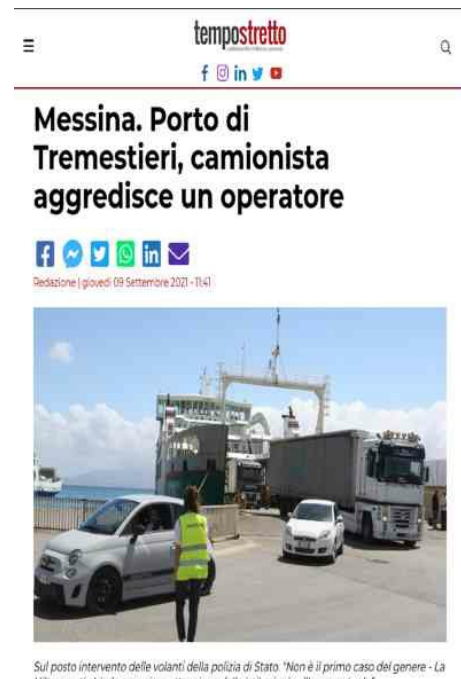 tempostretto
Messina. Porto di
Tremestieri, camionista
aggredisce un operatore
Redazione | giovedì 09 Settembre 2021 - 11:41
Sul posto intervento delle volanti della polizia di Stato. "Non è il primo caso del genere - La